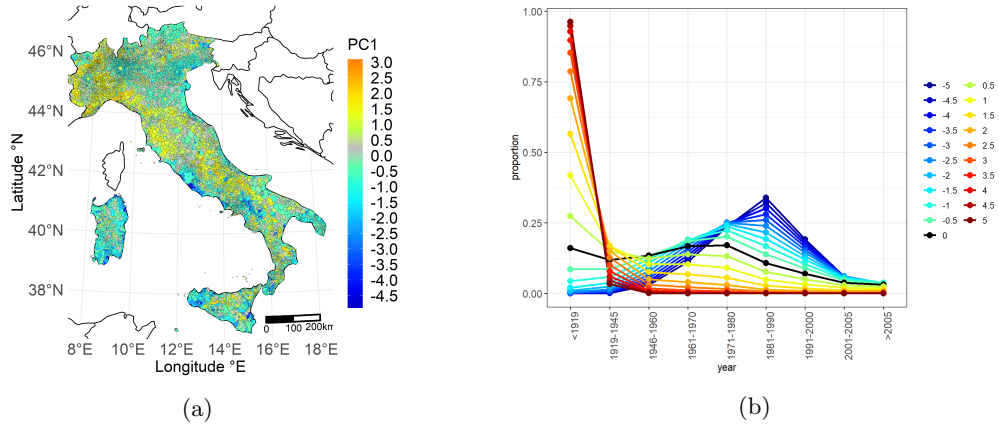 PC1
3.0
2.5
2.0
1.5
1.0
0.5
0.0
-0.5
-1.0
-1.5
-2.0
-2.5
-3.0
-3.5
-4.0
-4.5
46°N
44°N
42°N
40°N
38°N
Latitude °N
0 100 200km
8°E 10°E 12°E 14°E 16°E 18°E
Longitude °E
(a)
1.00
0.75
0.50
0.25
0.00
proportion
<1919
1919-1945
1946-1960
1961-1970
1971-1980
1981-1990
1991-2000
2001-2005
>2005
year
-5 0.5
-4.5 1
-4 1.5
-3.5 2
-3 2.5
-2.5 3
-2 3.5
-1.5 4
-1 4.5
-0.5 5
0
(b)